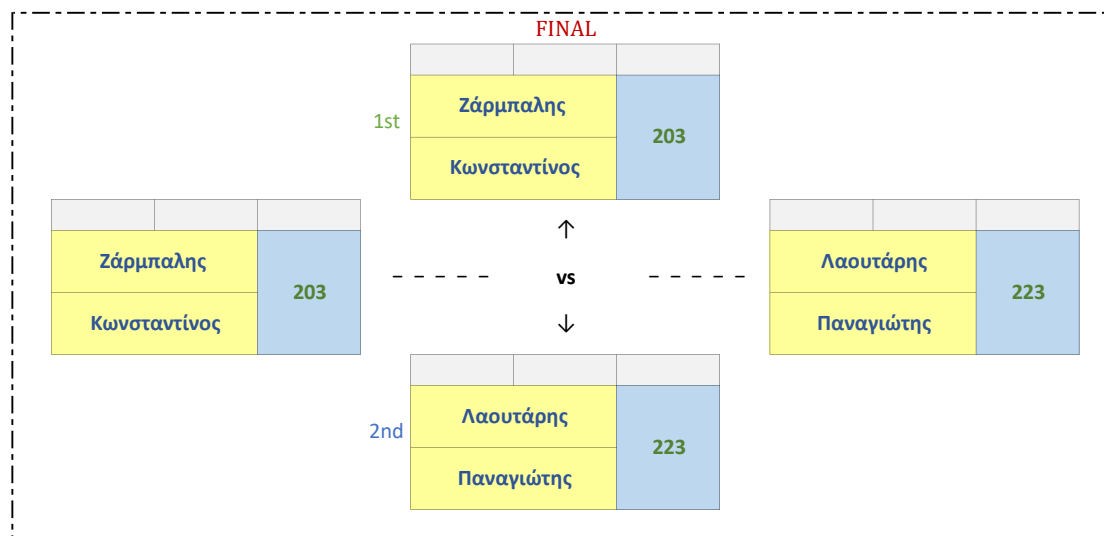 FINAL
1st
Ζάρμπαλης
Κωνσταντίνος
203
Ζάρμπαλης
Κωνσταντίνος
203
vs
Λαουτάρης
Παναγιώτης
223
2nd
Λαουτάρης
Παναγιώτης
223